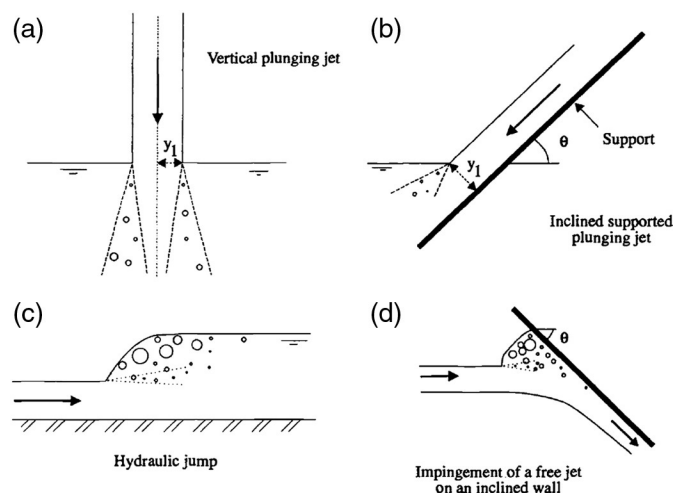 (a)
Vertical plunging jet
y1
(b)
y1
θ
Support
Inclined supported
plunging jet
(c)
Hydraulic jump
(d)
θ
Impingement of a free jet
on an inclined wall